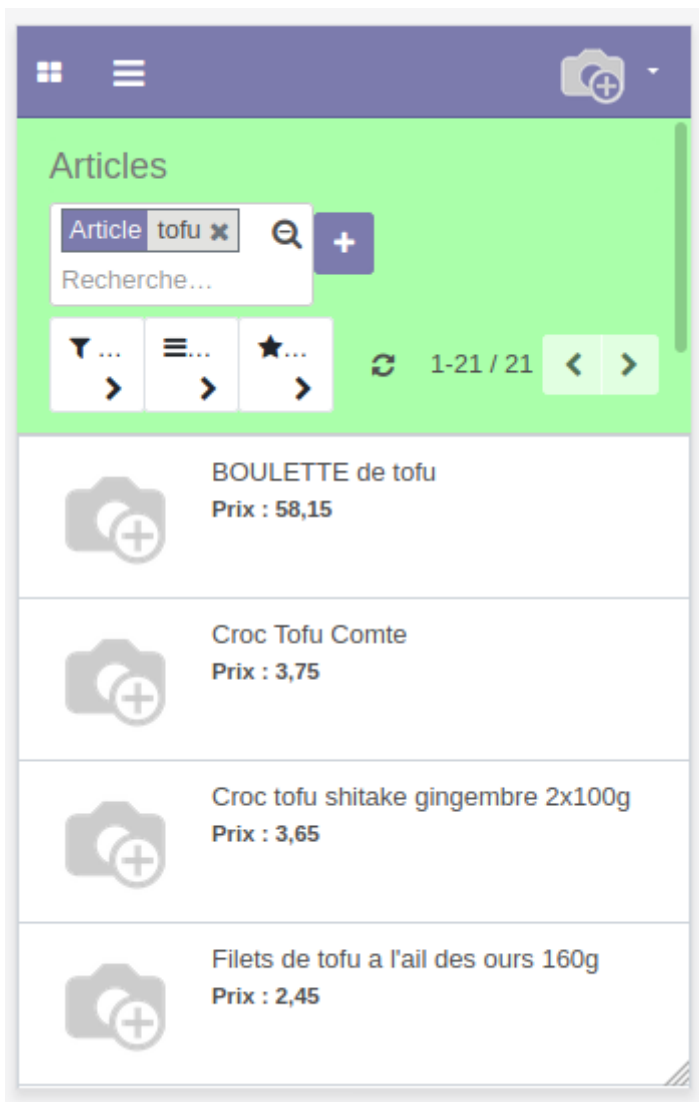 Articles
Article tofu
Recherche…
... ... ...
1-21 / 21
BOULETTE de tofu
Prix : 58,15
Croc Tofu Comte
Prix : 3,75
Croc tofu shitake gingembre 2x100g
Prix : 3,65
Filets de tofu a l'ail des ours 160g
Prix : 2,45